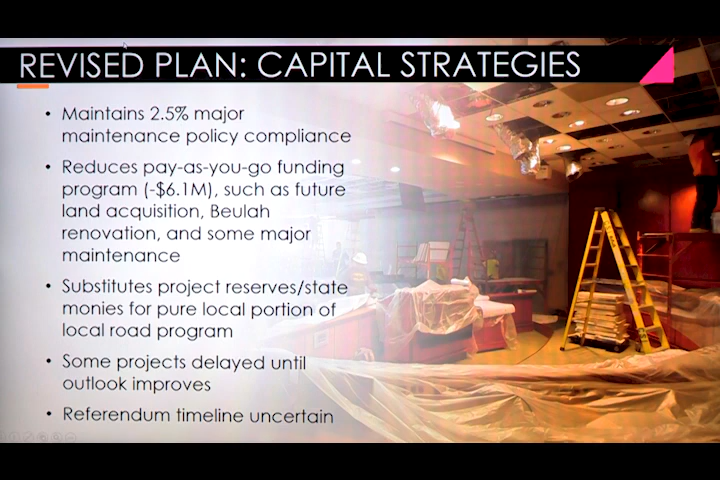 REVISED PLAN: CAPITAL STRATEGIES
• Maintains 2.5% major
maintenance policy compliance
• Reduces pay-as-you-go funding
program (-$6.1M), such as future
land acquisition, Beulah
renovation, and some major
maintenance
• Substitutes project reserves/state
monies for pure local portion of
local road program
• Some projects delayed until
outlook improves
• Referendum timeline uncertain